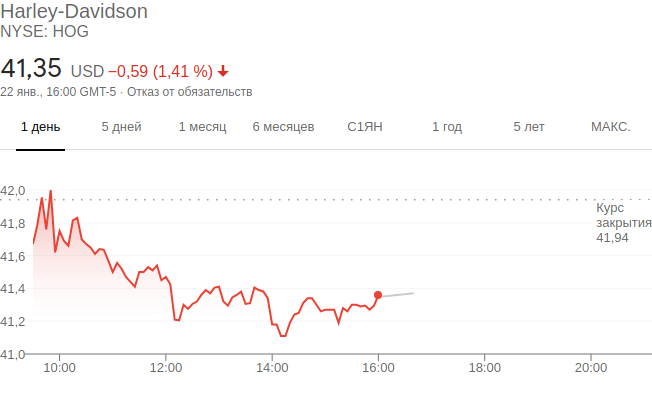 Harley-Davidson
NYSE: HOG
41,35 USD −0,59 (1,41 %)
22 янв., 16:00 GMT-5 · Отказ от обязательств
1 день 5 дней 1 месяц 6 месяцев С1ЯН 1 год 5 лет МАКС.
42,0
Курс
закрытия
41,94
41,8
41,6
41,4
41,2
41,0
10:00 12:00 14:00 16:00 18:00 20:00